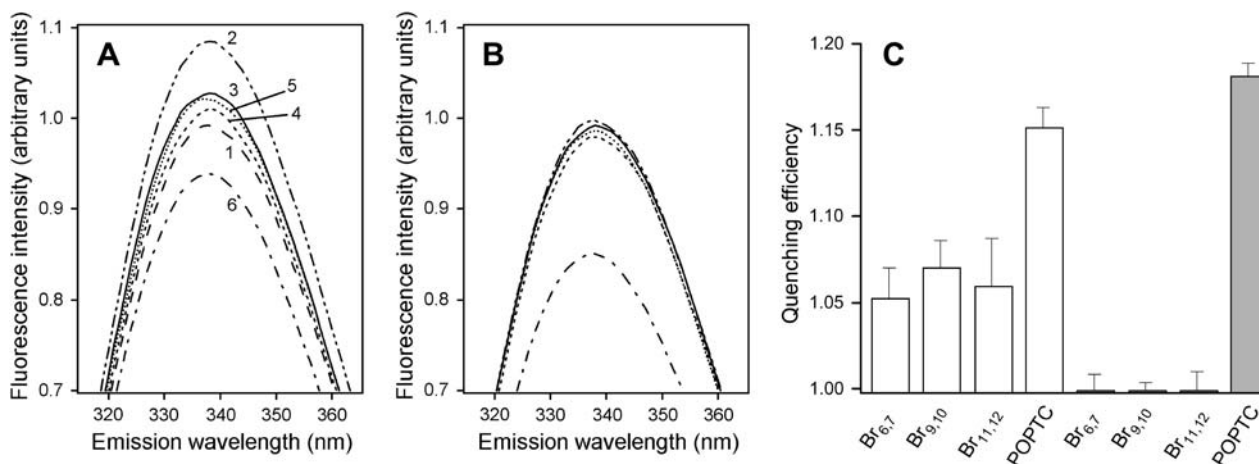 A
Fluorescence intensity (arbitrary units)
1.1
1.0
0.9
0.8
0.7
2
3
5
4
1
6
320 330 340 350 360
Emission wavelength (nm)
B
Fluorescence intensity (arbitrary units)
1.1
1.0
0.9
0.8
0.7
320 330 340 350 360
Emission wavelength (nm)
C
Quenching efficiency
1.20
1.15
1.10
1.05
1.00
Br6,7
Br9,10
Br11,12
POPTC
Br6,7
Br9,10
Br11,12
POPTC